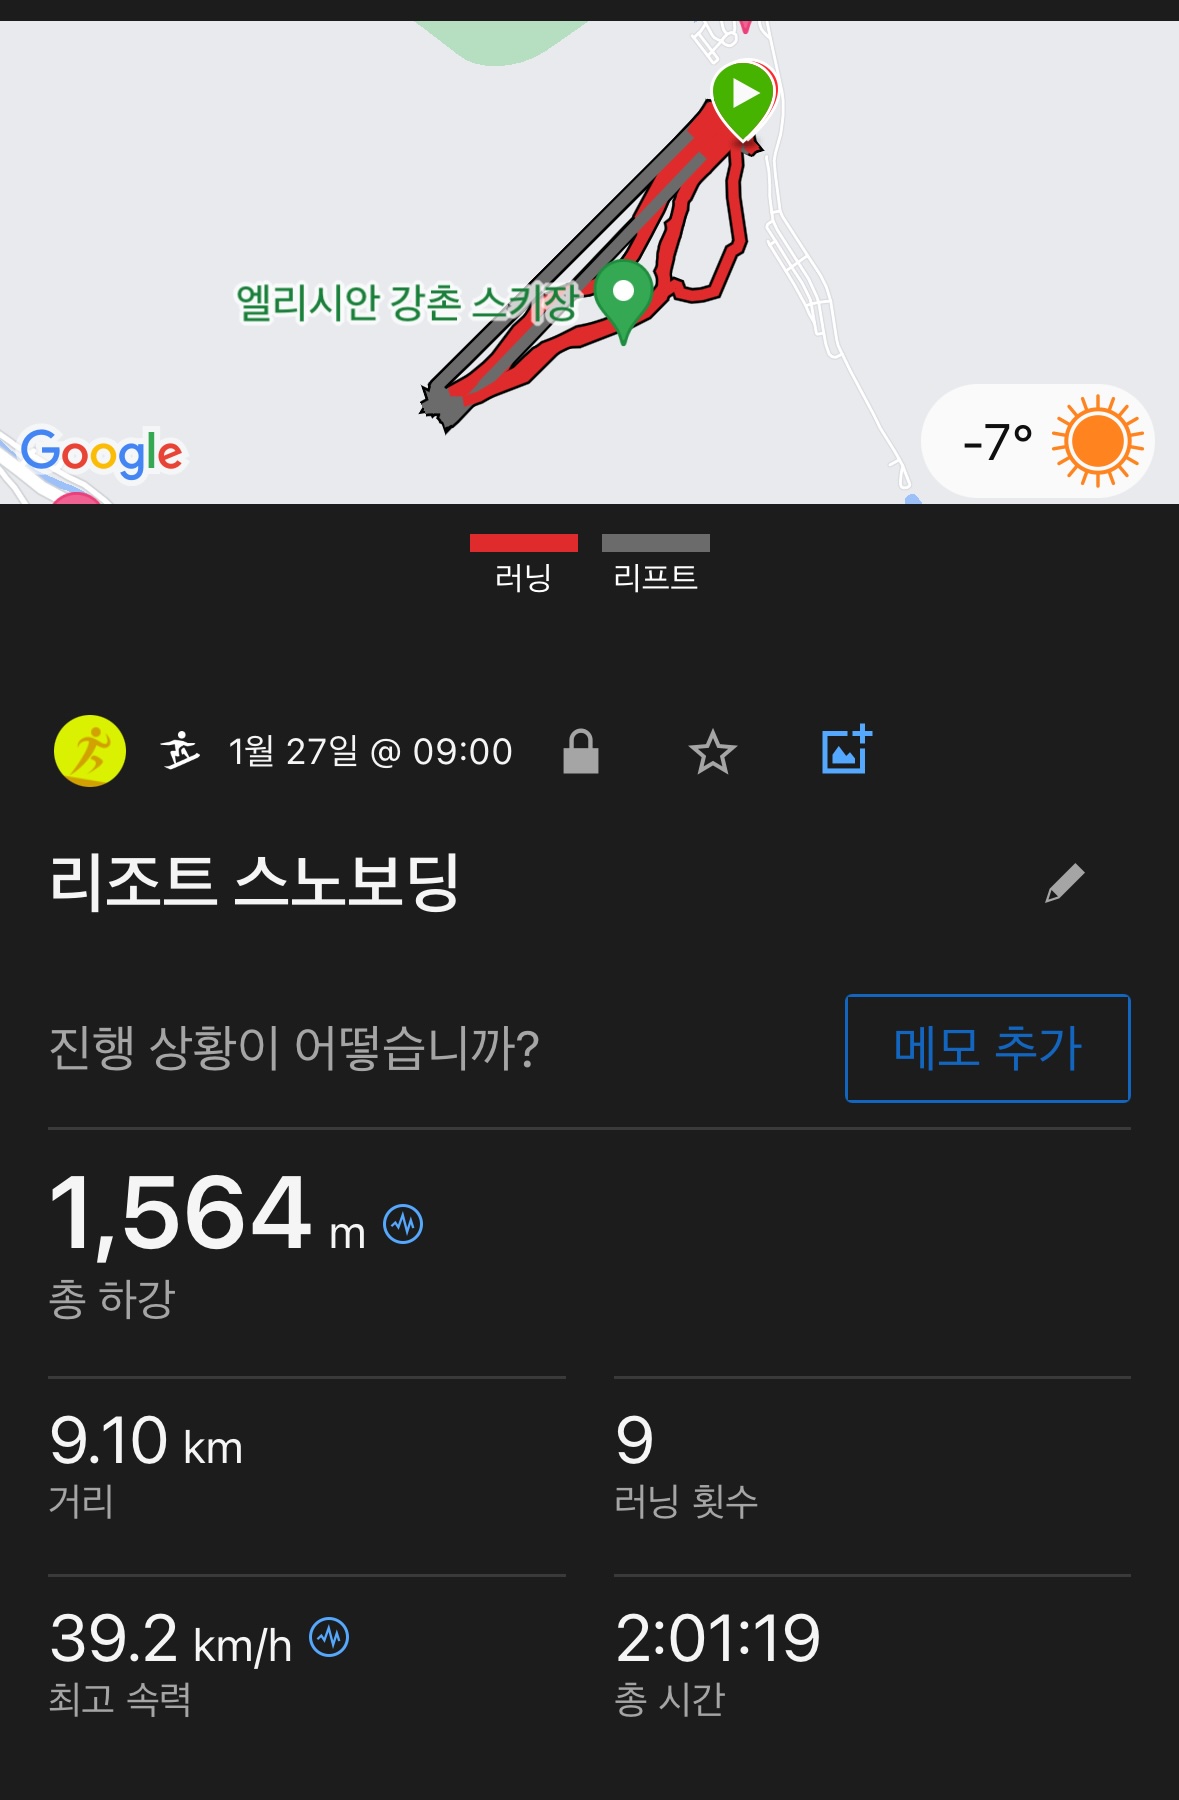 엘리시안 강촌 스키장
Google
-7°
러닝
리프트
1월 27일 @ 09:00
리조트 스노보딩
진행 상황이 어떻습니까?
메모 추가
1,564 m
총 하강
9.10 km
거리
9
러닝 횟수
39.2 km/h
최고 속력
2:01:19
총 시간